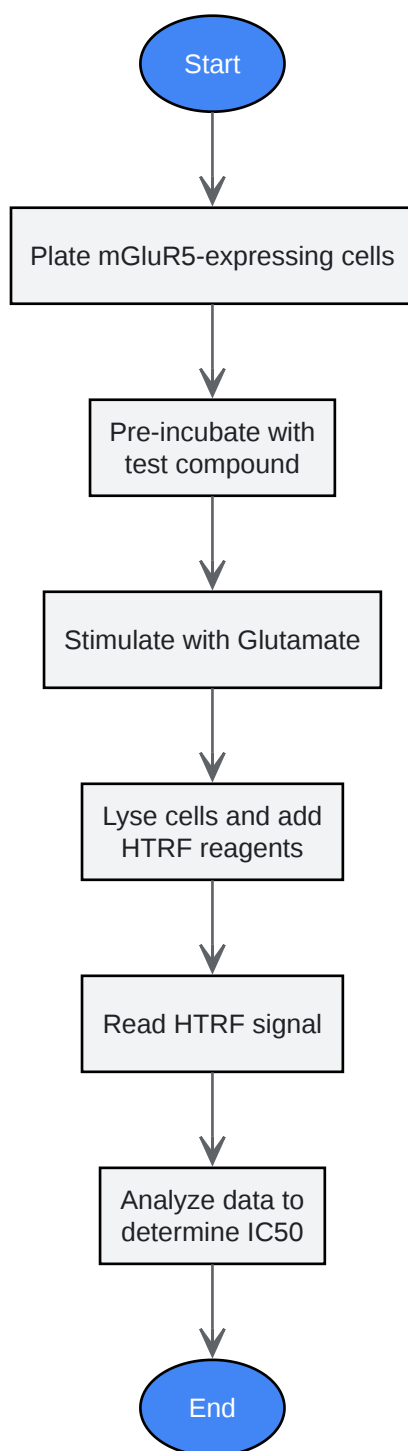 Start
Plate mGluR5-expressing cells
Pre-incubate with
test compound
Stimulate with Glutamate
Lyse cells and add
HTRF reagents
Read HTRF signal
Analyze data to
determine IC50
End